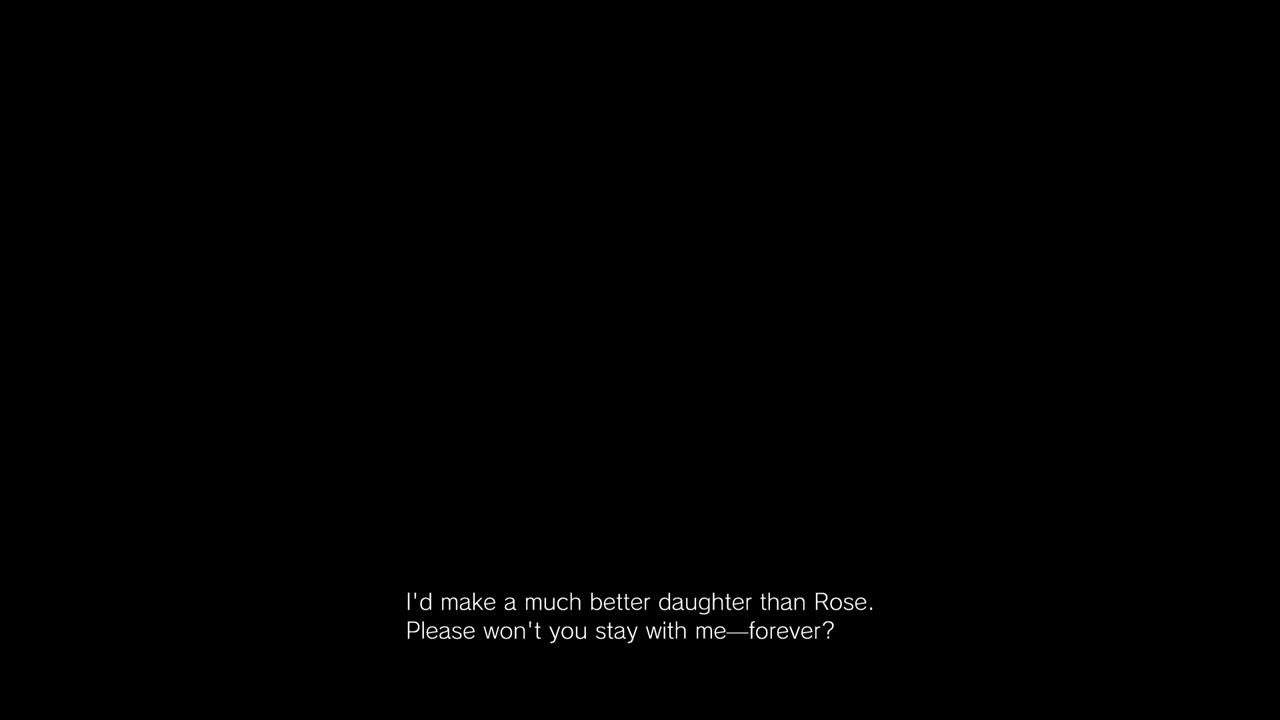 I'd make a much better daughter than Rose.
Please won't you stay with me—forever?